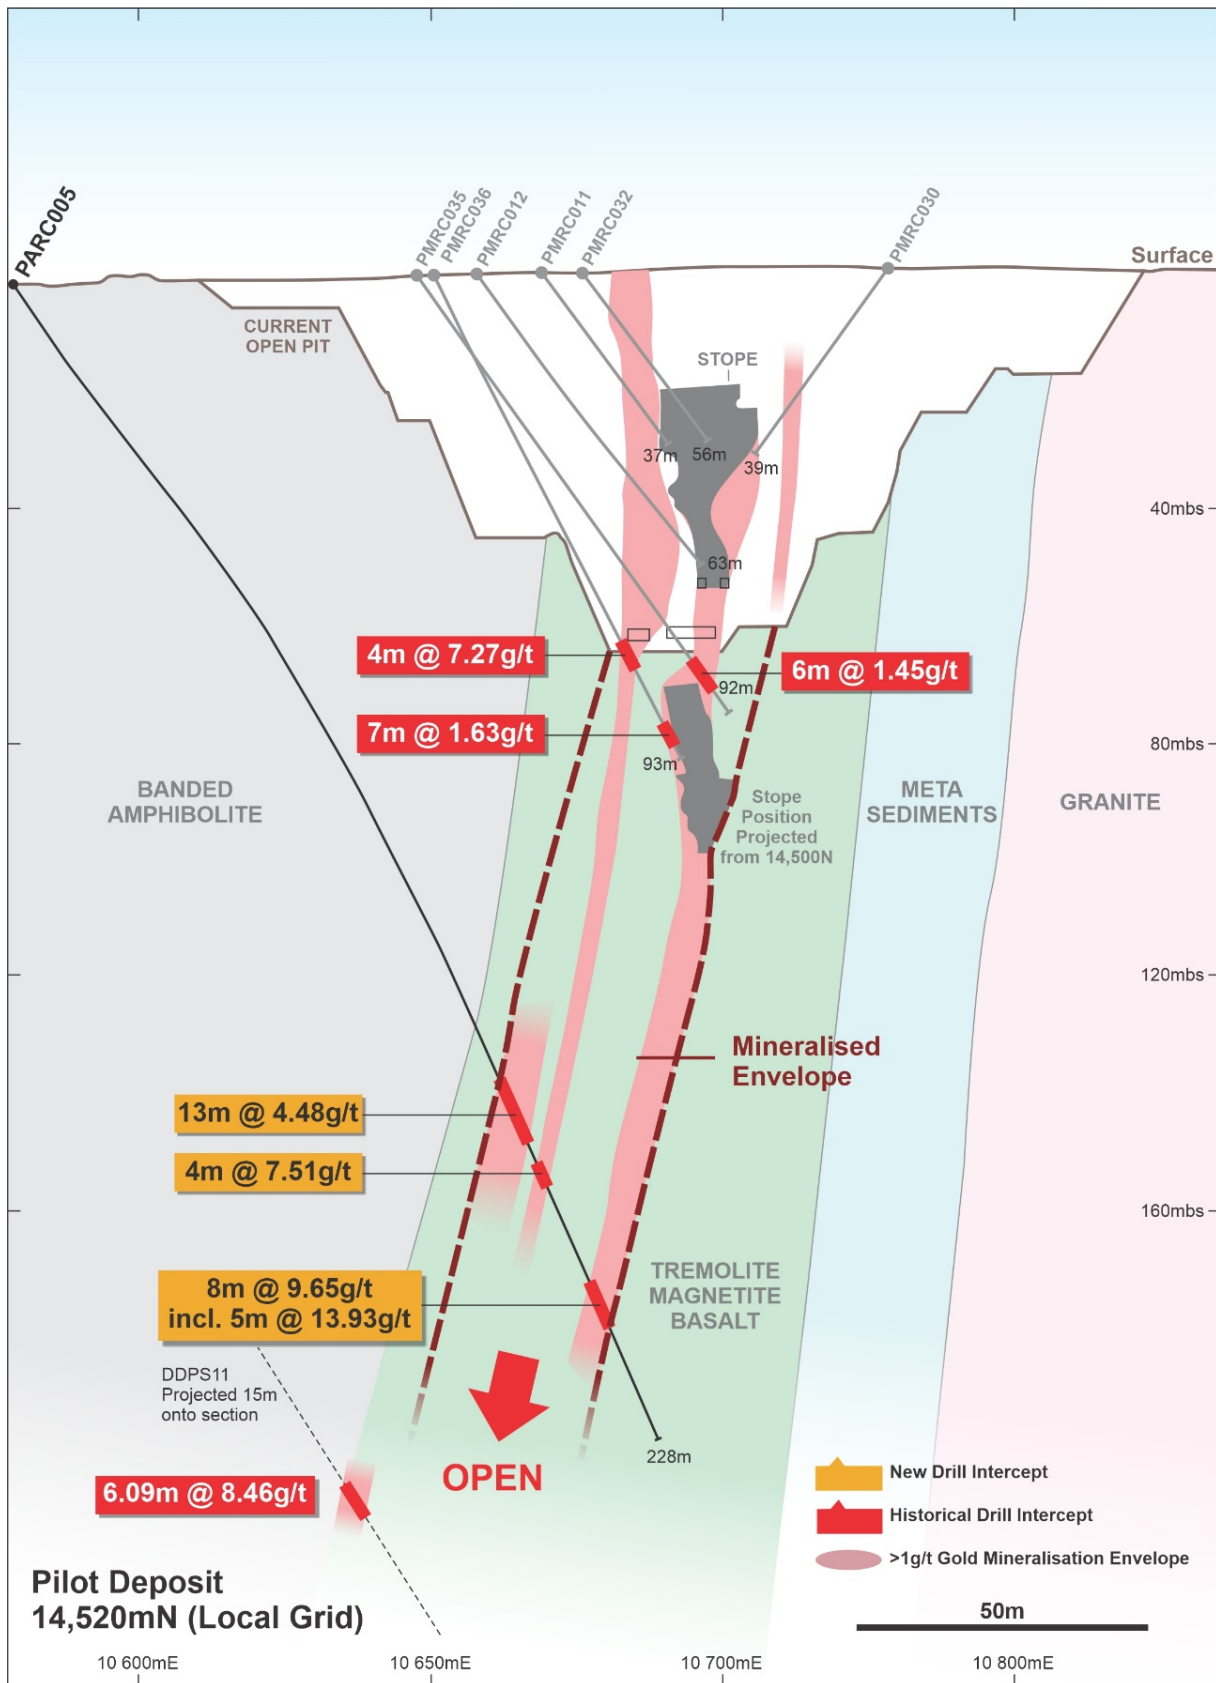 PARC005
PMRC035
PMRC036
PMRC012
PMRC011
PMRC032
PMRC030
Surface
CURRENT
OPEN PIT
STOPE
37m
56m
39m
40mbs
63m
4m @ 7.27g/t
6m @ 1.45g/t
92m
7m @ 1.63g/t
93m
80mbs
BANDED
AMPHIBOLITE
Stope
Position
Projected
from 14,500N
META
SEDIMENTS
GRANITE
120mbs
Mineralised
Envelope
13m @ 4.48g/t
4m @ 7.51g/t
160mbs
8m @ 9.65g/t
incl. 5m @ 13.93g/t
TREMOLITE
MAGNETITE
BASALT
DDPS11
Projected 15m
onto section
228m
OPEN
6.09m @ 8.46g/t
New Drill Intercept
Historical Drill Intercept
>1g/t Gold Mineralisation Envelope
Pilot Deposit
14,520mN (Local Grid)
50m
10 600mE
10 650mE
10 700mE
10 800mE